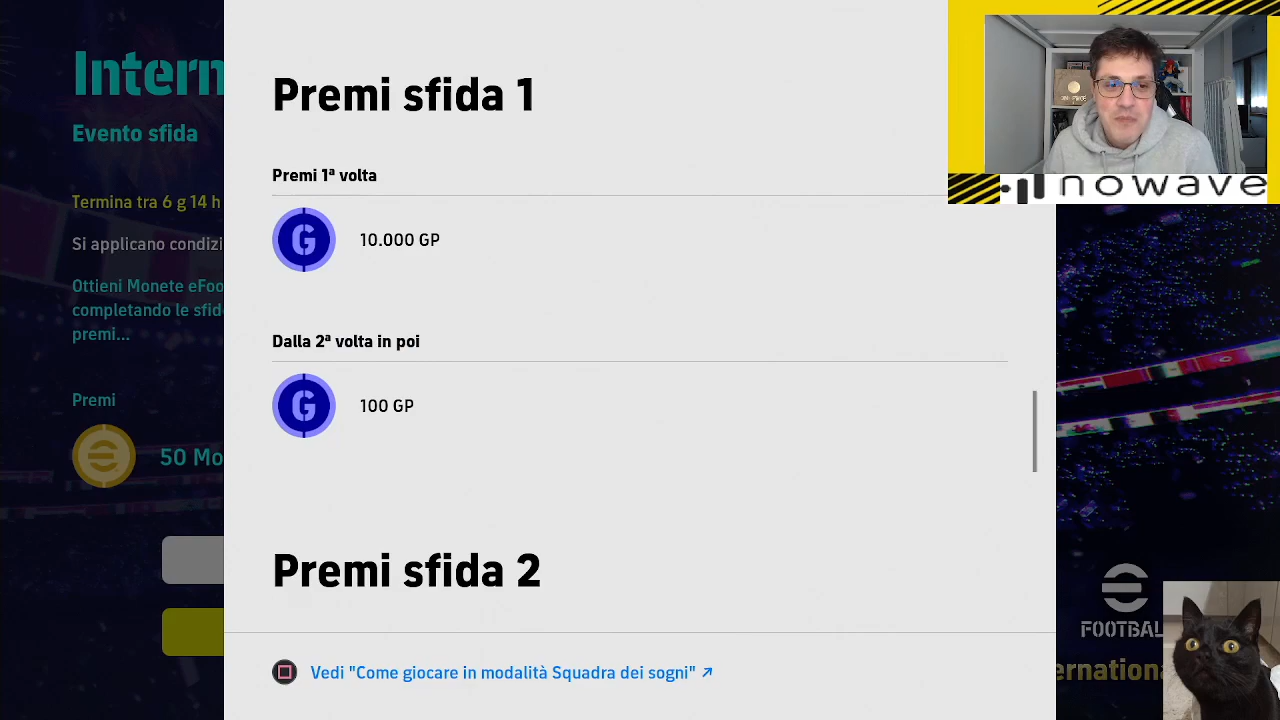 Intern
Evento sfida
Termina tra 6 g 14 h
Si applicano condizi
Ottieni Monete eFoo
completando le sfid
premi...
Premi
50 Mo
Premi sfida 1
Premi 1ª volta
10.000 GP
Dalla 2ª volta in poi
100 GP
Premi sfida 2
Vedi "Come giocare in modalità Squadra dei sogni" ↗
nowave
FOOTBAL
ernationa